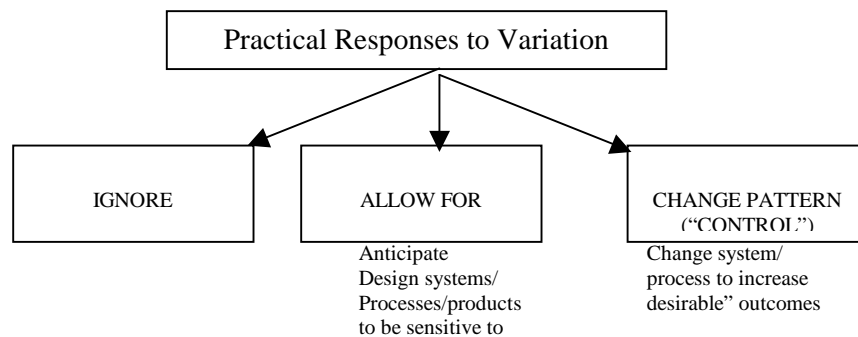 Practical Responses to Variation
IGNORE
ALLOW FOR
CHANGE PATTERN
(“CONTROL”)
Anticipate
Design systems/
Processes/products
to be sensitive to
Change system/
process to increase
desirable” outcomes